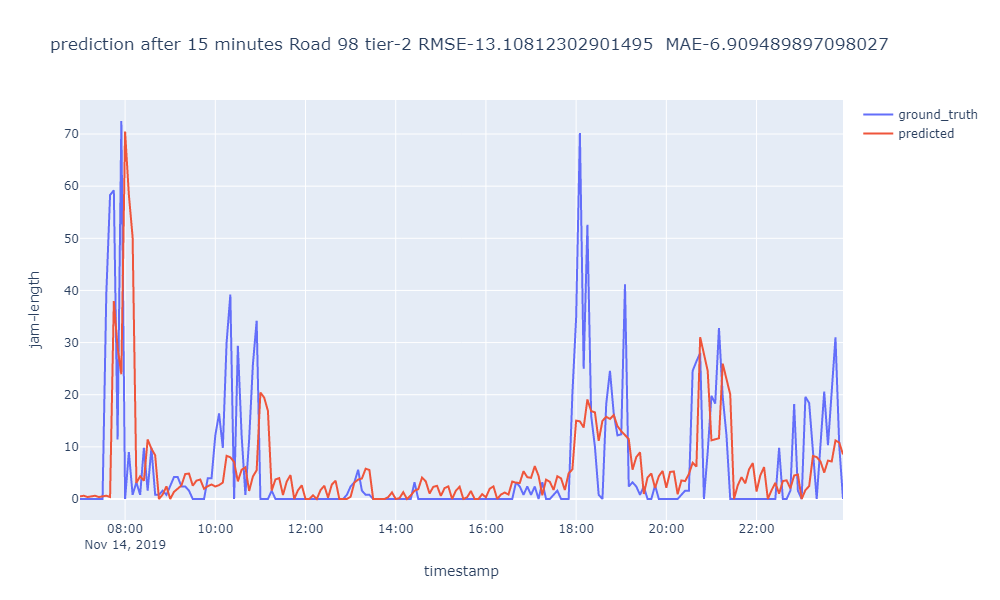 prediction after 15 minutes Road 98 tier-2 RMSE-13.10812302901495  MAE-6.909489897098027
ground_truth
predicted
jam-length
70
60
50
40
30
20
10
0
08:00 10:00 12:00 14:00 16:00 18:00 20:00 22:00
Nov 14, 2019
timestamp